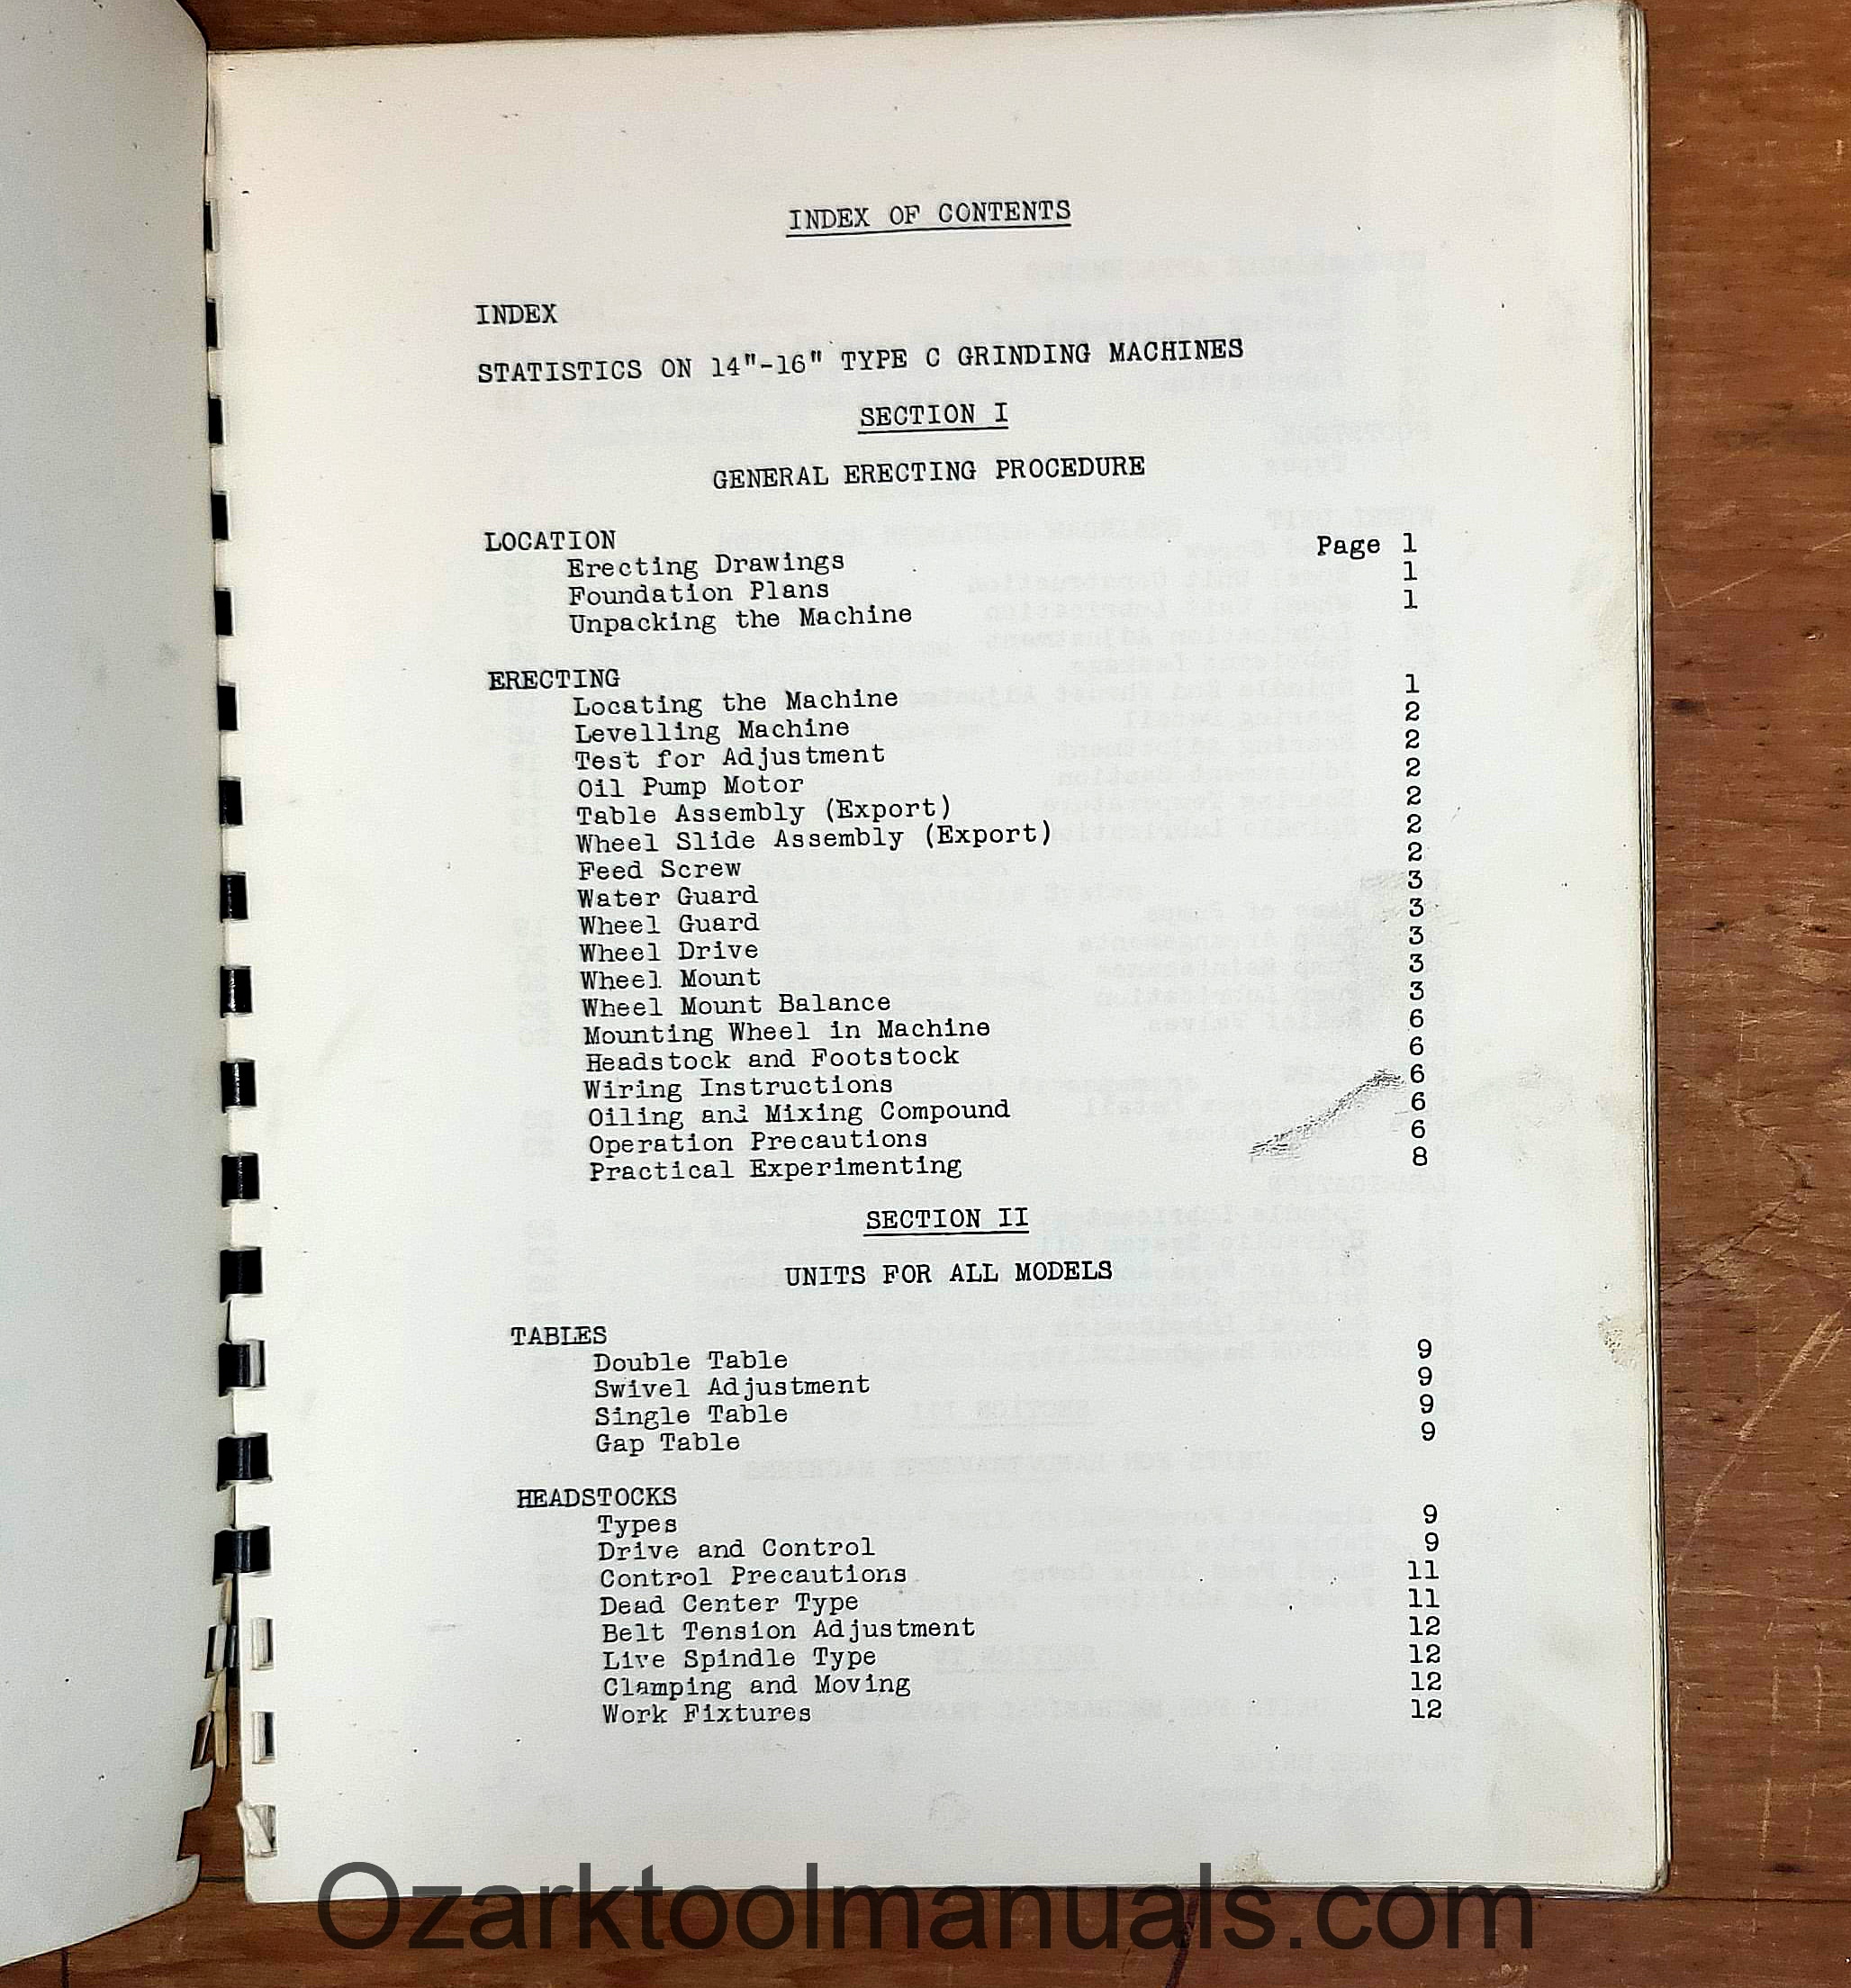 INDEX OF CONTENTS
INDEX
STATISTICS ON 14"-16" TYPE C GRINDING MACHINES
SECTION I
GENERAL ERECTING PROCEDURE
LOCATION
Erecting Drawings Page 1
Foundation Plans 1
Unpacking the Machine 1
ERECTING
Locating the Machine 1
Levelling Machine 2
Test for Adjustment 2
Oil Pump Motor 2
Table Assembly (Export) 2
Wheel Slide Assembly (Export) 2
Feed Screw 2
Water Guard 3
Wheel Guard 3
Wheel Drive 3
Wheel Mount 3
Wheel Mount Balance 3
Mounting Wheel in Machine 6
Headstock and Footstock 6
Wiring Instructions 6
Oiling and Mixing Compound 6
Operation Precautions 6
Practical Experimenting 8
SECTION II
UNITS FOR ALL MODELS
TABLES
Double Table 9
Swivel Adjustment 9
Single Table 9
Gap Table 9
HEADSTOCKS
Types 9
Drive and Control 9
Control Precautions 11
Dead Center Type 11
Belt Tension Adjustment 12
Live Spindle Type 12
Clamping and Moving 12
Work Fixtures 12
Ozarktoolmanuals.com